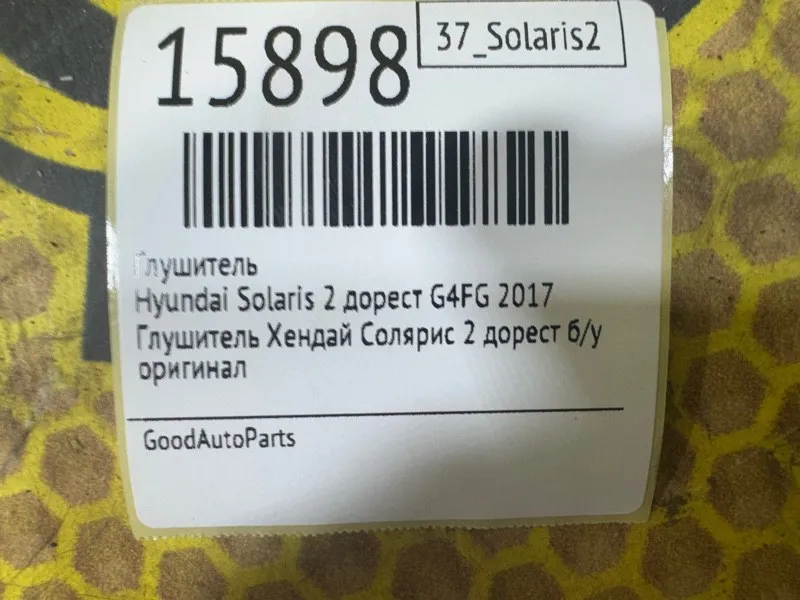 15898
37_Solaris2
Глушитель
Hyundai Solaris 2 дорест G4FG 2017
Глушитель Хендай Солярис 2 дорест б/у
оригинал
GoodAutoParts